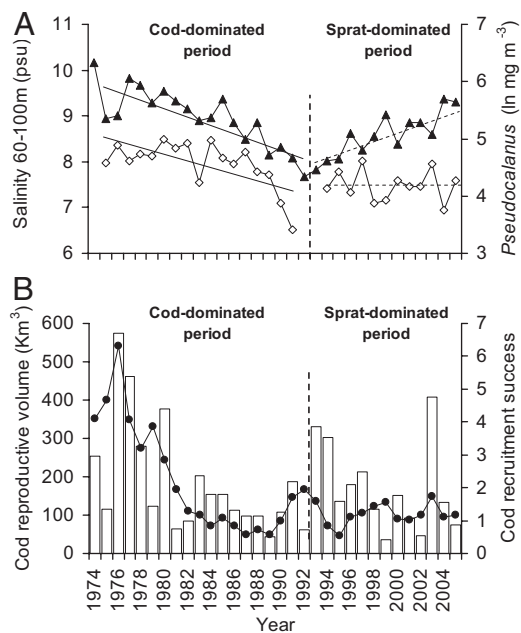 A
Cod-dominated period
Sprat-dominated period
Salinity 60-100m (psu)
11
10
9
8
7
6
7
6
5
4
3
Pseudocalanus (ln mg m⁻³)
B
Cod-dominated period
Sprat-dominated period
Cod reproductive volume (Km³)
600
500
400
300
200
100
0
7
6
5
4
3
2
1
0
Cod recruitment success
1974 1976 1978 1980 1982 1984 1986 1988 1990 1992 1994 1996 1998 2000 2002 2004
Year